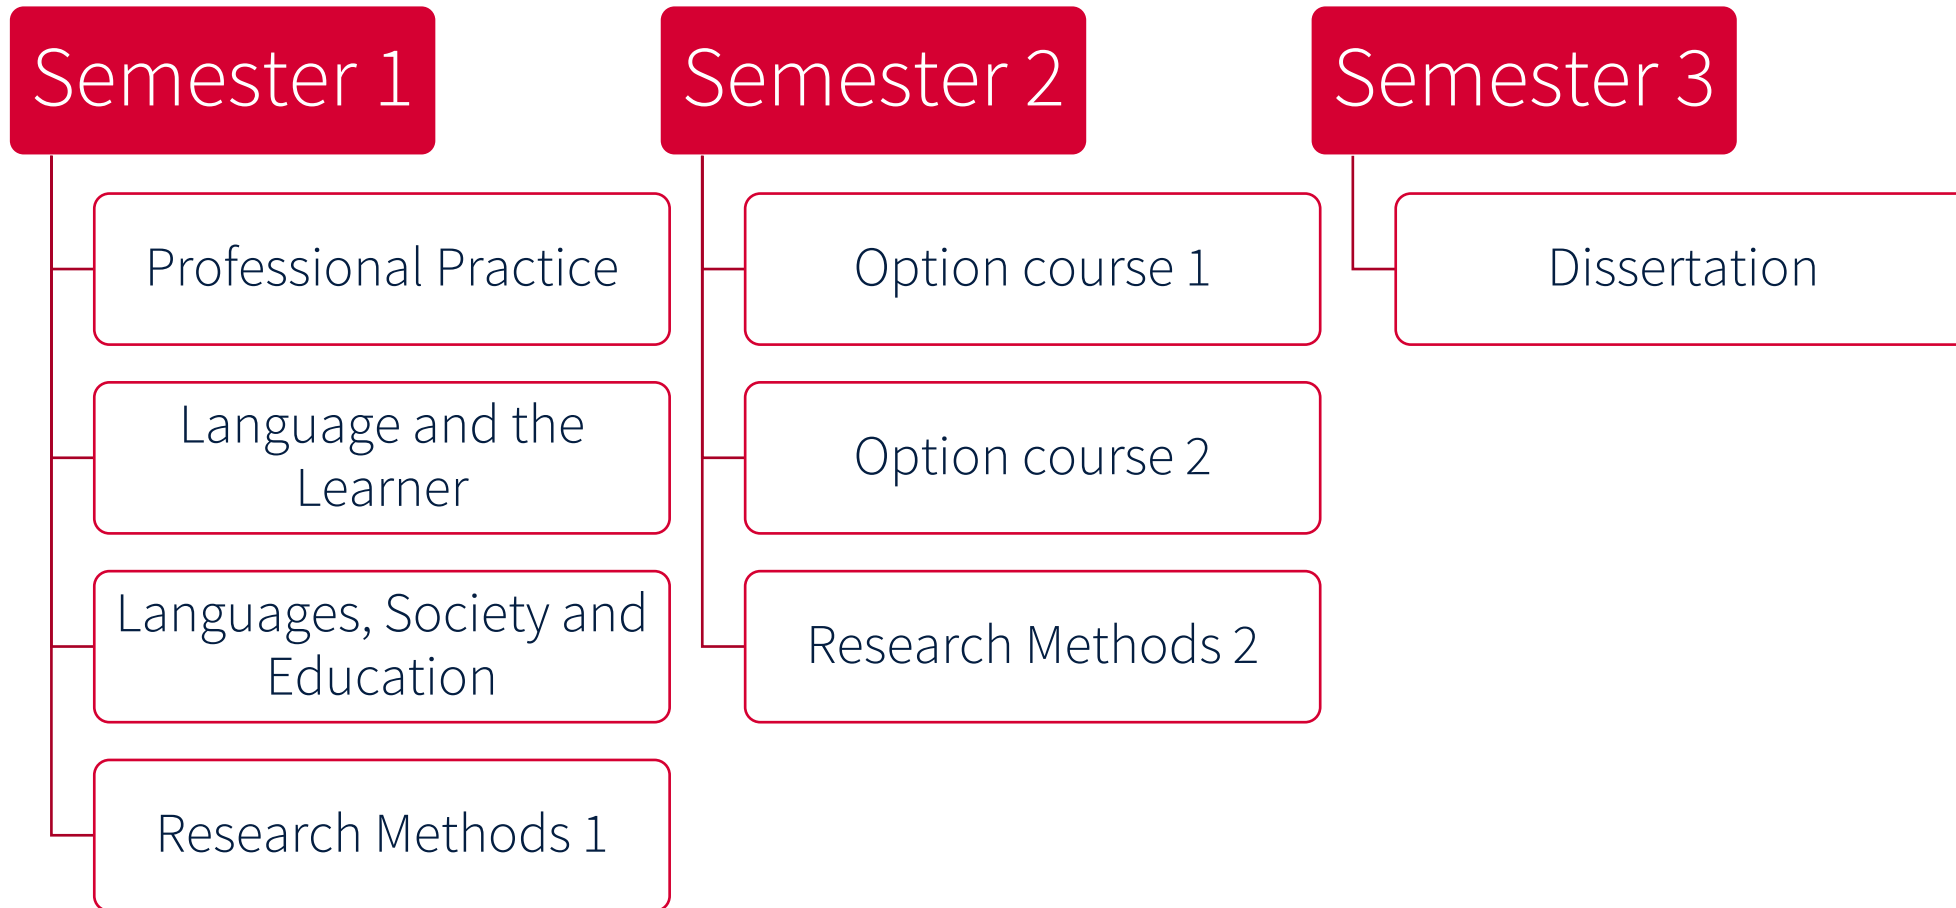 Semester 1
Professional Practice
Language and the
Learner
Languages, Society and
Education
Research Methods 1
Semester 2
Option course 1
Option course 2
Research Methods 2
Semester 3
Dissertation